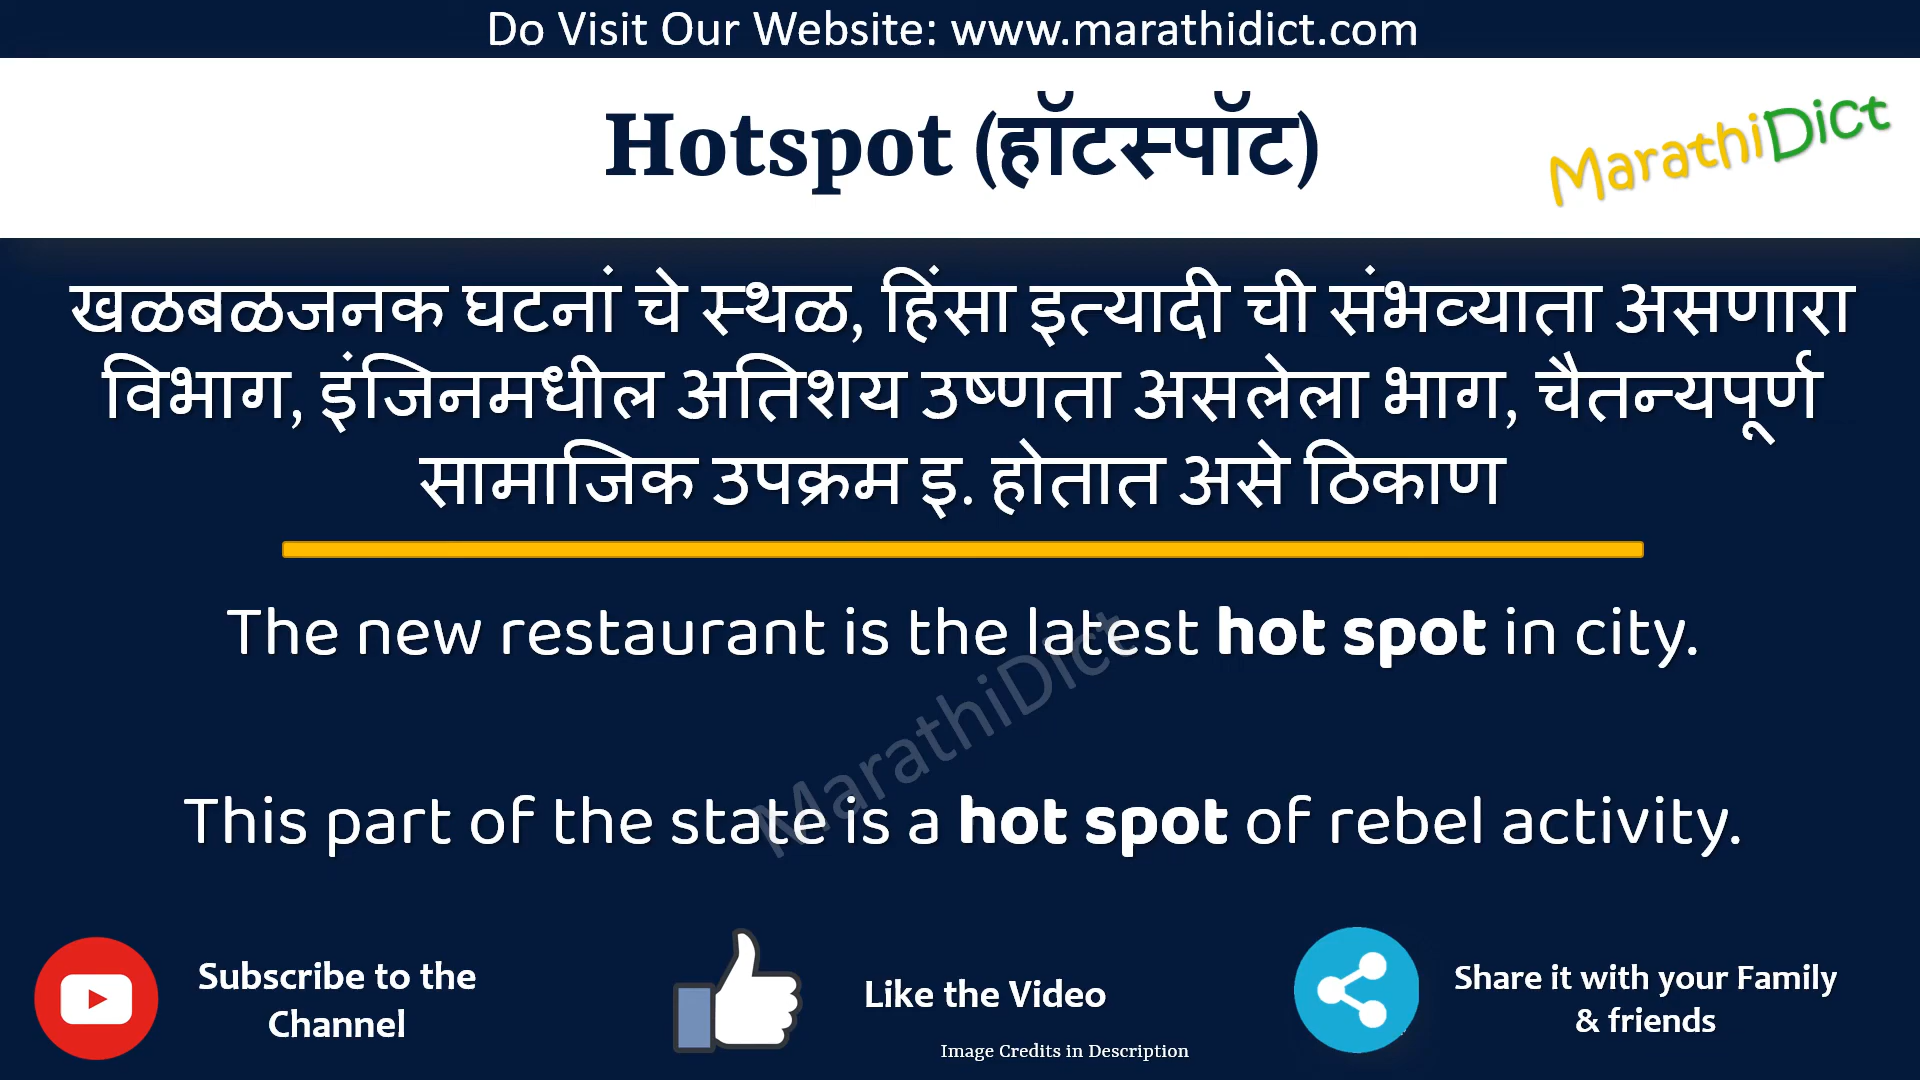 Do Visit Our Website: www.marathidict.com
Hotspot (हॉटस्पॉट)
MarathiDict
खळबळजनक घटनां चे स्थळ, हिंसा इत्यादी ची संभव्याता असणारा
विभाग, इंजिनमधील अतिशय उष्णता असलेला भाग, चैतन्यपूर्ण
सामाजिक उपक्रम इ. होतात असे ठिकाण
The new restaurant is the latest hot spot in city.
MarathiDict
This part of the state is a hot spot of rebel activity.
Subscribe to the
Channel
Like the Video
Share it with your Family
& friends
Image Credits in Description